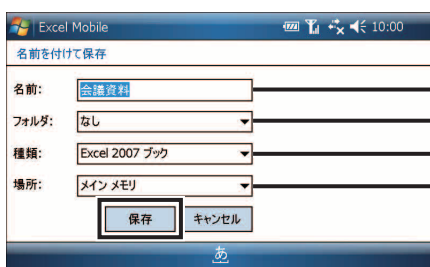 Excel Mobile 10:00
名前を付けて保存
名前: 会議資料
フォルダ: なし
種類: Excel 2007 ブック
場所: メイン メモリ
保存 キャンセル
あ